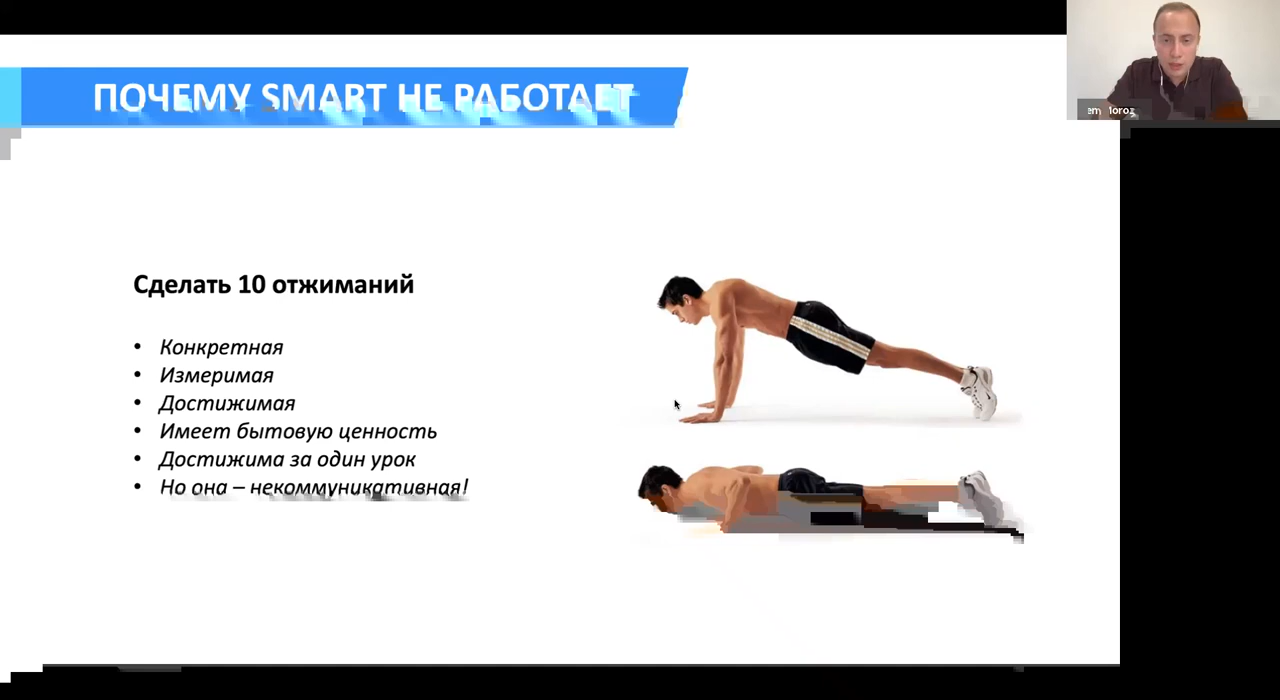 ПОЧЕМУ SMART НЕ РАБОТАЕТ
Сделать 10 отжиманий
• Конкретная
• Измеримая
• Достижимая
• Имеет бытовую ценность
• Достижима за один урок
• Но она – некоммуникативная!